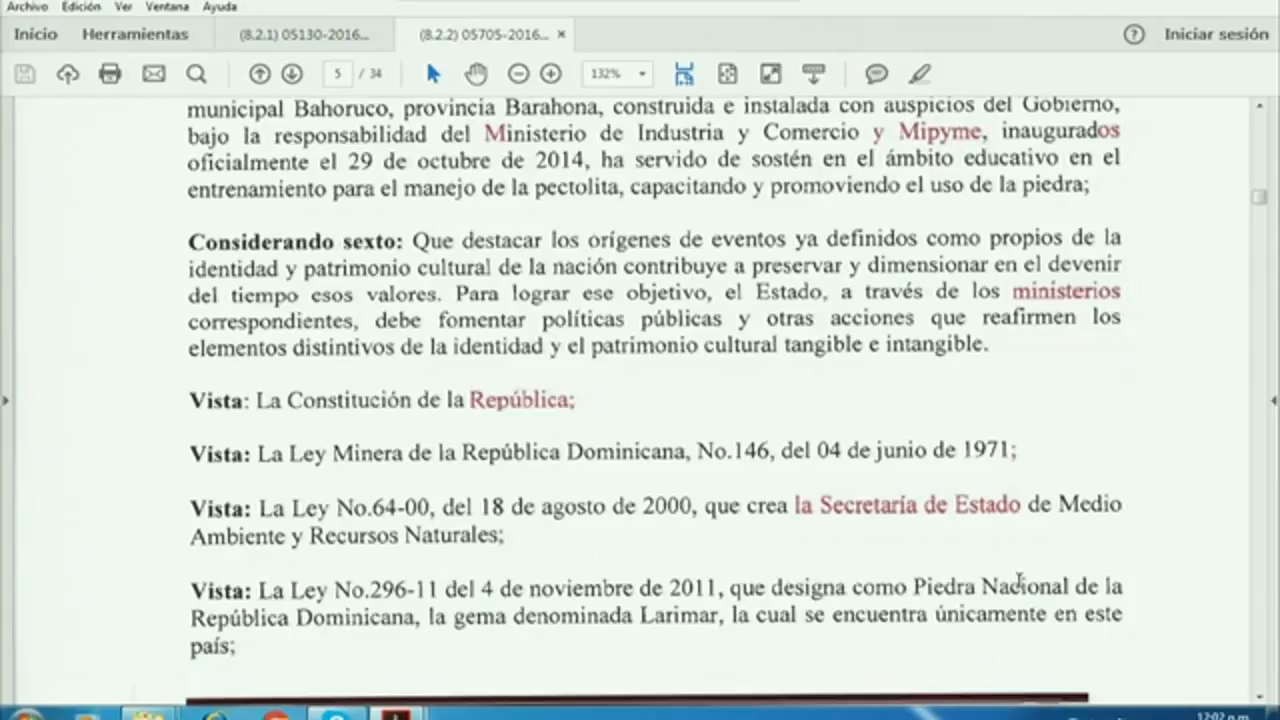 Archivo Edición Ver Ventana Ayuda
Inicio Herramientas (8.2.1) 05130-2016... (8.2.2) 05705-2016... × ? Iniciar sesión
5 / 34 132%
municipal Bahoruco, provincia Barahona, construida e instalada con auspicios del Gobierno,
bajo la responsabilidad del Ministerio de Industria y Comercio y Mipyme, inaugurados
oficialmente el 29 de octubre de 2014, ha servido de sostén en el ámbito educativo en el
entrenamiento para el manejo de la pectolita, capacitando y promoviendo el uso de la piedra;
Considerando sexto: Que destacar los orígenes de eventos ya definidos como propios de la
identidad y patrimonio cultural de la nación contribuye a preservar y dimensionar en el devenir
del tiempo esos valores. Para lograr ese objetivo, el Estado, a través de los ministerios
correspondientes, debe fomentar políticas públicas y otras acciones que reafirmen los
elementos distintivos de la identidad y el patrimonio cultural tangible e intangible.
Vista: La Constitución de la República;
Vista: La Ley Minera de la República Dominicana, No.146, del 04 de junio de 1971;
Vista: La Ley No.64-00, del 18 de agosto de 2000, que crea la Secretaría de Estado de Medio
Ambiente y Recursos Naturales;
Vista: La Ley No.296-11 del 4 de noviembre de 2011, que designa como Piedra Nacional de la
República Dominicana, la gema denominada Larimar, la cual se encuentra únicamente en este
país;
12:02 p.m.